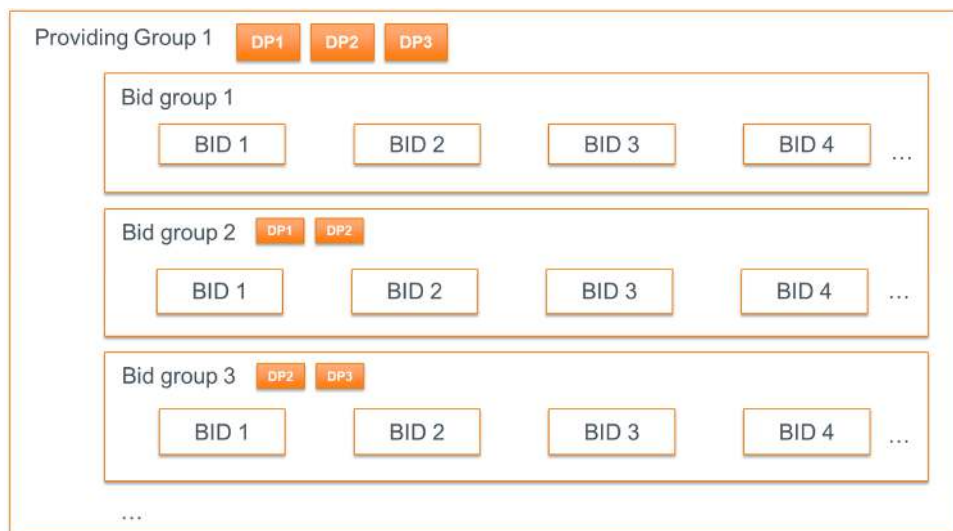 Providing Group 1 DP1 DP2 DP3
Bid group 1
BID 1 BID 2 BID 3 BID 4 ...
Bid group 2 DP1 DP2
BID 1 BID 2 BID 3 BID 4 ...
Bid group 3 DP2 DP3
BID 1 BID 2 BID 3 BID 4 ...
...